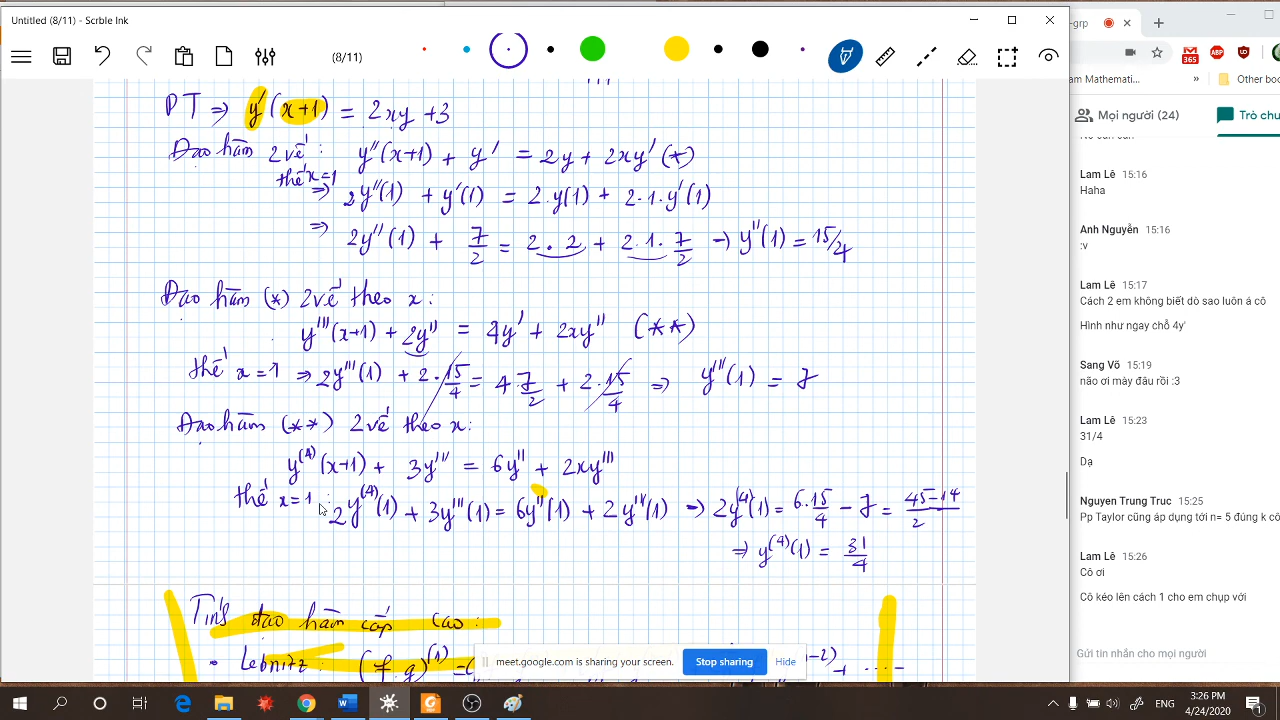 Untitled (8/11) - Scrble Ink
(8/11)
PT ⇒ y'(x+1) = 2xy + 3
Đạo hàm 2 vế: y''(x+1) + y' = 2y + 2xy' (*)
thế x=1
⇒ 2y''(1) + y'(1) = 2.y(1) + 2.1.y'(1)
⇒ 2y''(1) + 7/2 = 2.2 + 2.1.7/2 → y''(1) = 15/4
Đạo hàm (*) 2 vế theo x:
y'''(x+1) + 2y'' = 4y' + 2xy'' (**)
thế x=1 ⇒ 2y'''(1) + 2.15/4 = 4.7/2 + 2.15/4 ⇒ y'''(1) = 7
Đạo hàm (**) 2 vế theo x:
y(4)(x+1) + 3y''' = 6y'' + 2xy'''
thế x=1: 2y(4)(1) + 3y'''(1) = 6y''(1) + 2y'''(1) → 2y(4)(1) = 6.15/4 - 7 = 45-14/2
⇒ y(4)(1) = 31/4
Tính đạo hàm cấp cao:
• Lebnitz:
meet.google.com is sharing your screen.
Stop sharing
Hide
-grp
365
ABP
am Mathemati...
»
Other boo
Mọi người (24)
Trò chu
Lam Lê 15:16
Haha
Anh Nguyễn 15:16
:v
Lam Lê 15:17
Cách 2 em không biết dò sao luôn á cô
Hình như ngay chỗ 4y'
Sang Võ 15:19
não ơi mày đâu rồi :3
Lam Lê 15:23
31/4
Dạ
Nguyen Trung Truc 15:25
Pp Taylor cũng áp dụng tới n= 5 đúng k cô
Lam Lê 15:26
Cô ơi
Cô kéo lên cách 1 cho em chụp với
Gửi tin nhắn cho mọi người
ENG
3:26 PM
4/24/2020